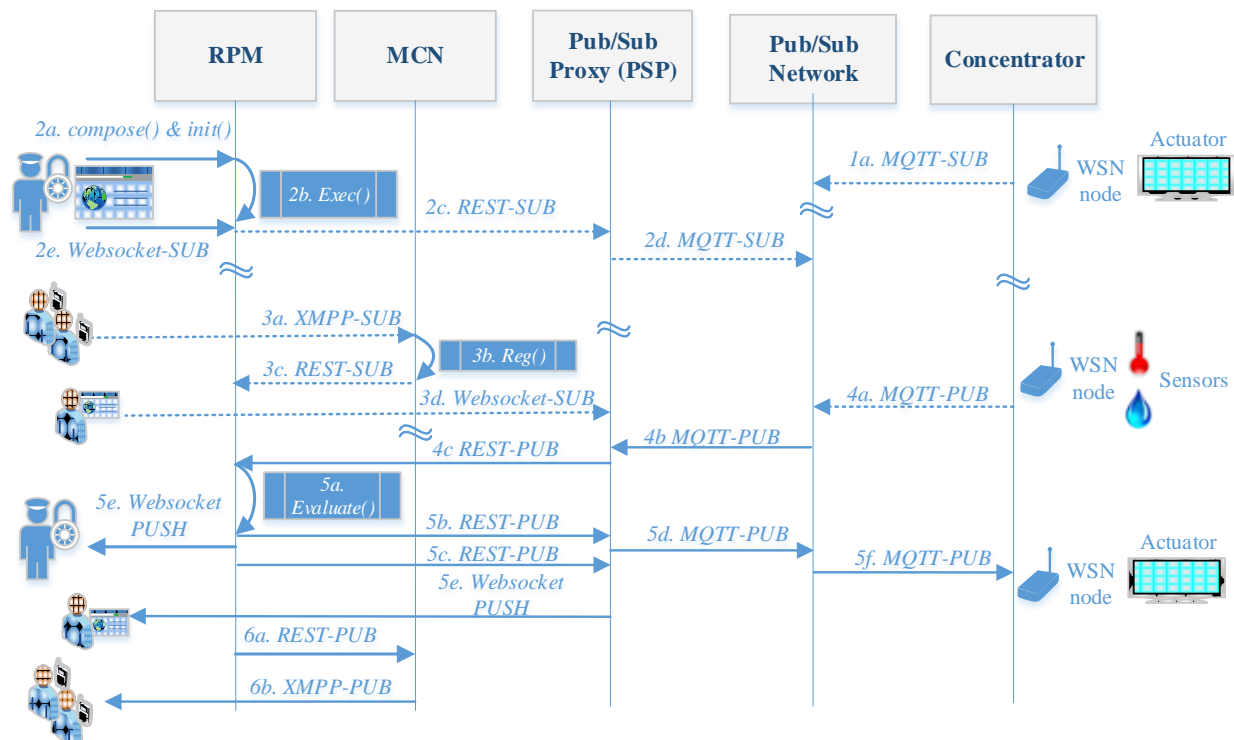 RPM
MCN
Pub/Sub
Proxy (PSP)
Pub/Sub
Network
Concentrator
2a. compose() & init()
1a. MQTT-SUB
WSN
node
Actuator
2b. Exec()
2c. REST-SUB
2e. Websocket-SUB
2d. MQTT-SUB
3a. XMPP-SUB
3b. Reg()
3c. REST-SUB
3d. Websocket-SUB
4a. MQTT-PUB
WSN
node
Sensors
4b MQTT-PUB
4c REST-PUB
5a.
Evaluate()
5e. Websocket
PUSH
5b. REST-PUB
5d. MQTT-PUB
5c. REST-PUB
5f. MQTT-PUB
WSN
node
Actuator
5e. Websocket
PUSH
6a. REST-PUB
6b. XMPP-PUB